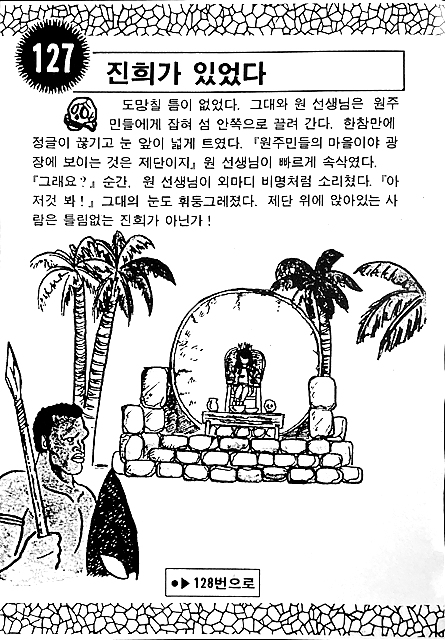 127
진희가 있었다
도망칠 틈이 없었다. 그대와 원 선생님은 원주
민들에게 잡혀 섬 안쪽으로 끌려 간다. 한참만에
정글이 끊기고 눈 앞이 넓게 트였다. 『원주민들의 마을이야 광
장에 보이는 것은 제단이지』 원 선생님이 빠르게 속삭였다.
『그래요?』 순간, 원 선생님이 외마디 비명처럼 소리쳤다. 『아
저것 봐!』 그대의 눈도 휘둥그레졌다. 제단 위에 앉아있는 사
람은 틀림없는 진희가 아닌가!
●▶128번으로